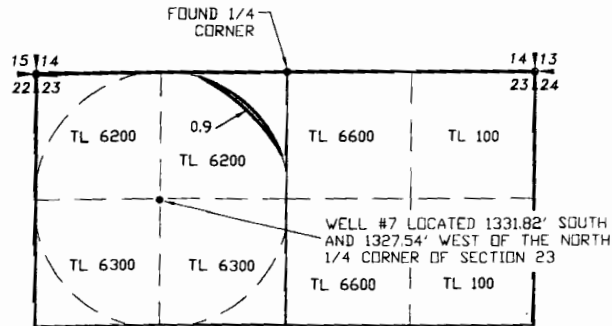 FOUND 1/4
CORNER
15 14
22 23
14 13
23 24
TL 6200
0.9
TL 6200
TL 6600
TL 100
WELL #7 LOCATED 1331.82' SOUTH
AND 1327.54' WEST OF THE NORTH
1/4 CORNER OF SECTION 23
TL 6300
TL 6300
TL 6600
TL 100